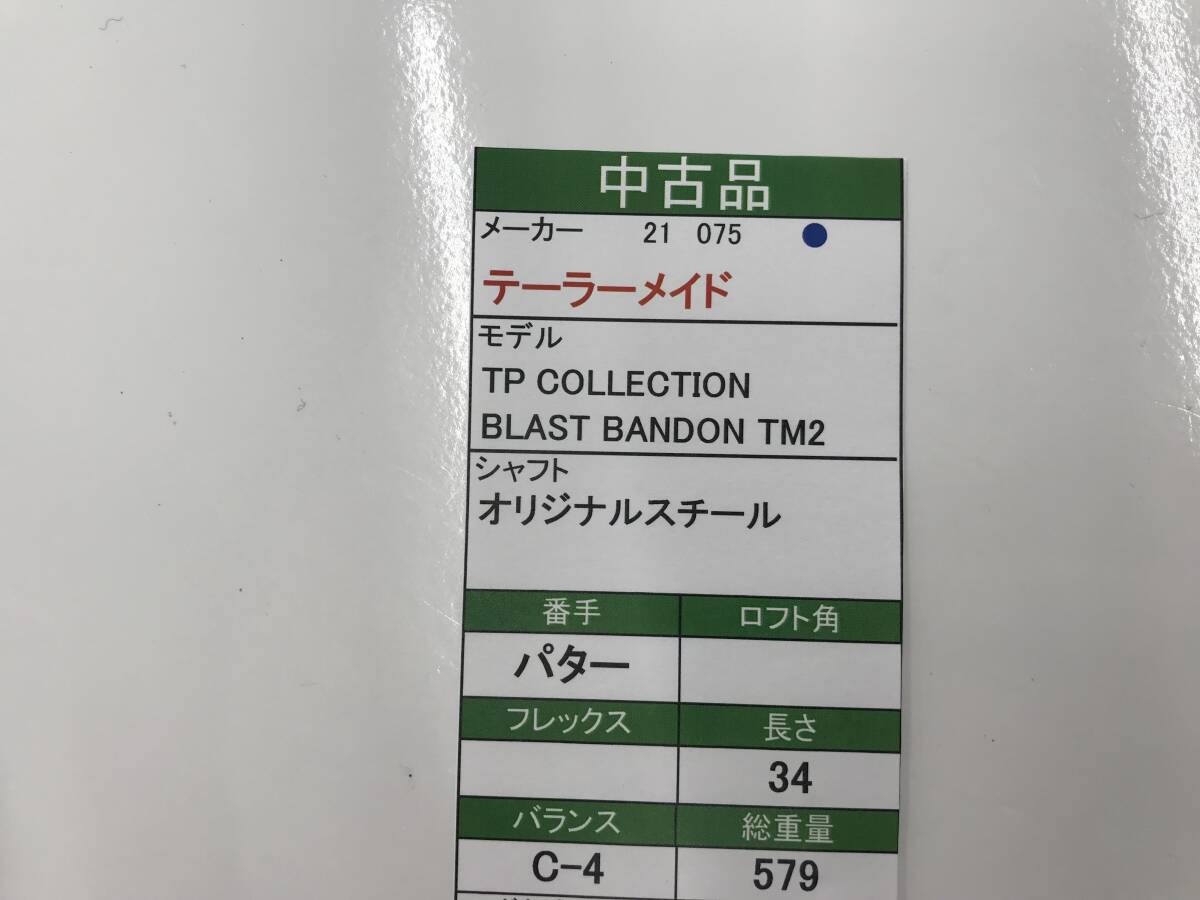 中古品
メーカー 21 075
テーラーメイド
モデル
TP COLLECTION
BLAST BANDON TM2
シャフト
オリジナルスチール
番手 ロフト角
パター
フレックス 長さ
34
バランス 総重量
C-4 579